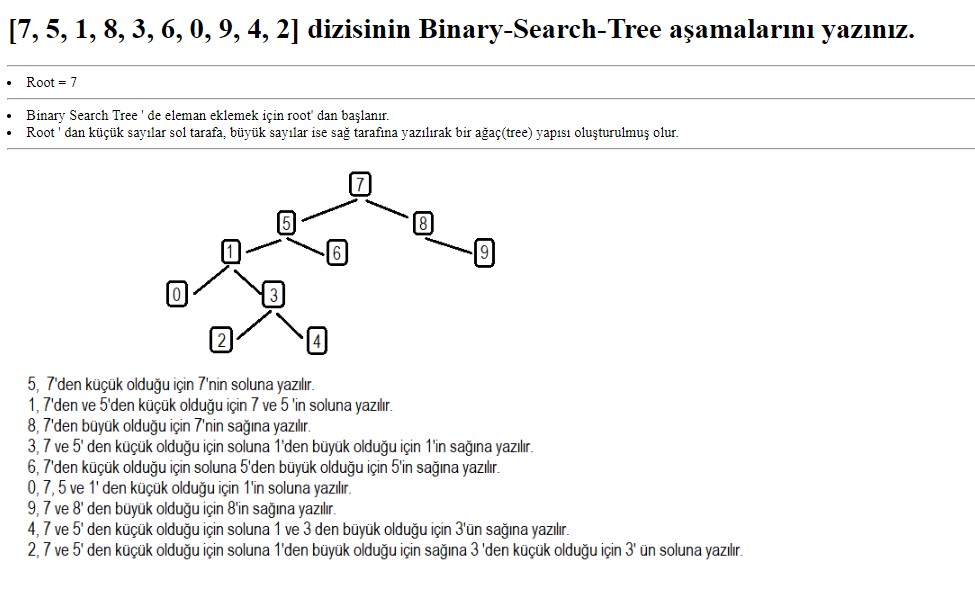 [7, 5, 1, 8, 3, 6, 0, 9, 4, 2] dizisinin Binary-Search-Tree aşamalarını yazınız.
• Root = 7
• Binary Search Tree ' de eleman eklemek için root' dan başlanır.
• Root ' dan küçük sayılar sol tarafa, büyük sayılar ise sağ tarafına yazılırak bir ağaç(tree) yapısı oluşturulmuş olur.
7
5 8
1 6 9
0 3
2 4
5, 7'den küçük olduğu için 7'nin soluna yazılır.
1, 7'den ve 5'den küçük olduğu için 7 ve 5 'in soluna yazılır.
8, 7'den büyük olduğu için 7'nin sağına yazılır.
3, 7 ve 5' den küçük olduğu için soluna 1'den büyük olduğu için 1'in sağına yazılır.
6, 7'den küçük olduğu için soluna 5'den büyük olduğu için 5'in sağına yazılır.
0, 7, 5 ve 1' den küçük olduğu için 1'in soluna yazılır.
9, 7 ve 8' den büyük olduğu için 8'in sağına yazılır.
4, 7 ve 5' den küçük olduğu için soluna 1 ve 3 den büyük olduğu için 3'ün sağına yazılır.
2, 7 ve 5' den küçük olduğu için soluna 1'den büyük olduğu için sağına 3 'den küçük olduğu için 3' ün soluna yazılır.